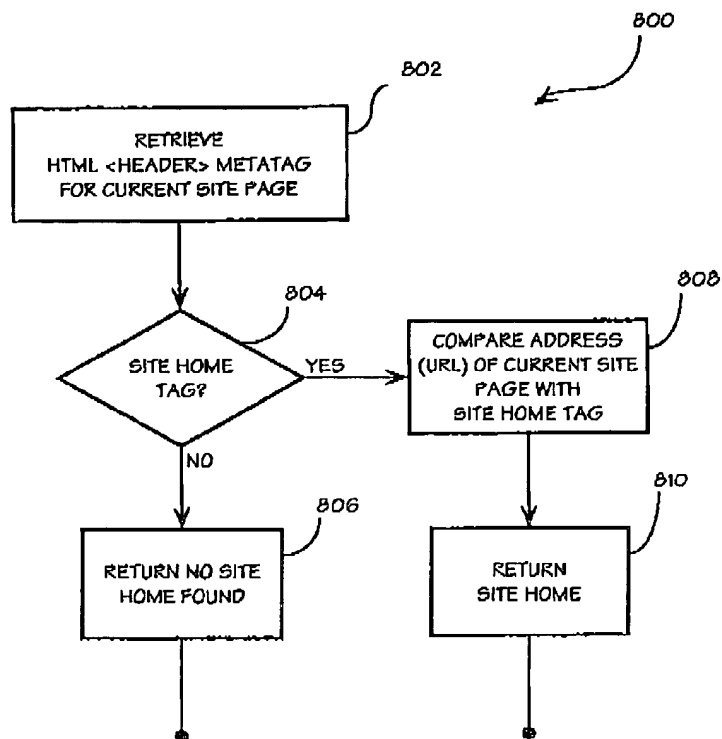 800
802
RETRIEVE
HTML <HEADER> METATAG
FOR CURRENT SITE PAGE
804
SITE HOME
TAG?
YES
NO
808
COMPARE ADDRESS
(URL) OF CURRENT SITE
PAGE WITH
SITE HOME TAG
806
RETURN NO SITE
HOME FOUND
810
RETURN
SITE HOME